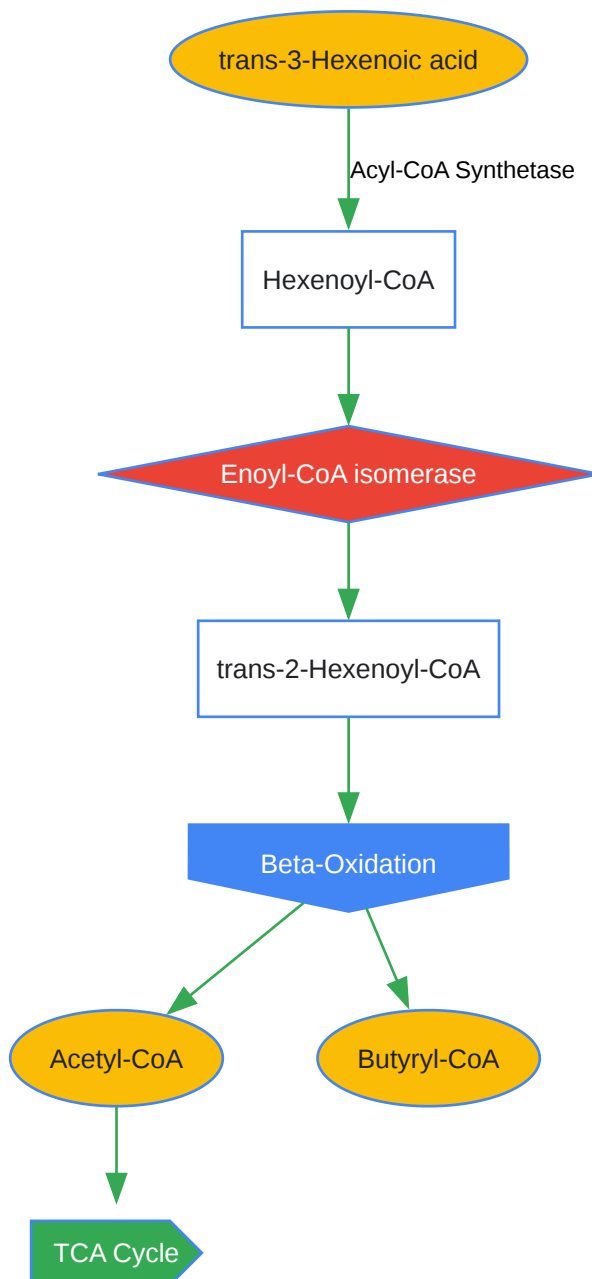 trans-3-Hexenoic acid
Acyl-CoA Synthetase
Hexenoyl-CoA
Enoyl-CoA isomerase
trans-2-Hexenoyl-CoA
Beta-Oxidation
Acetyl-CoA
Butyryl-CoA
TCA Cycle